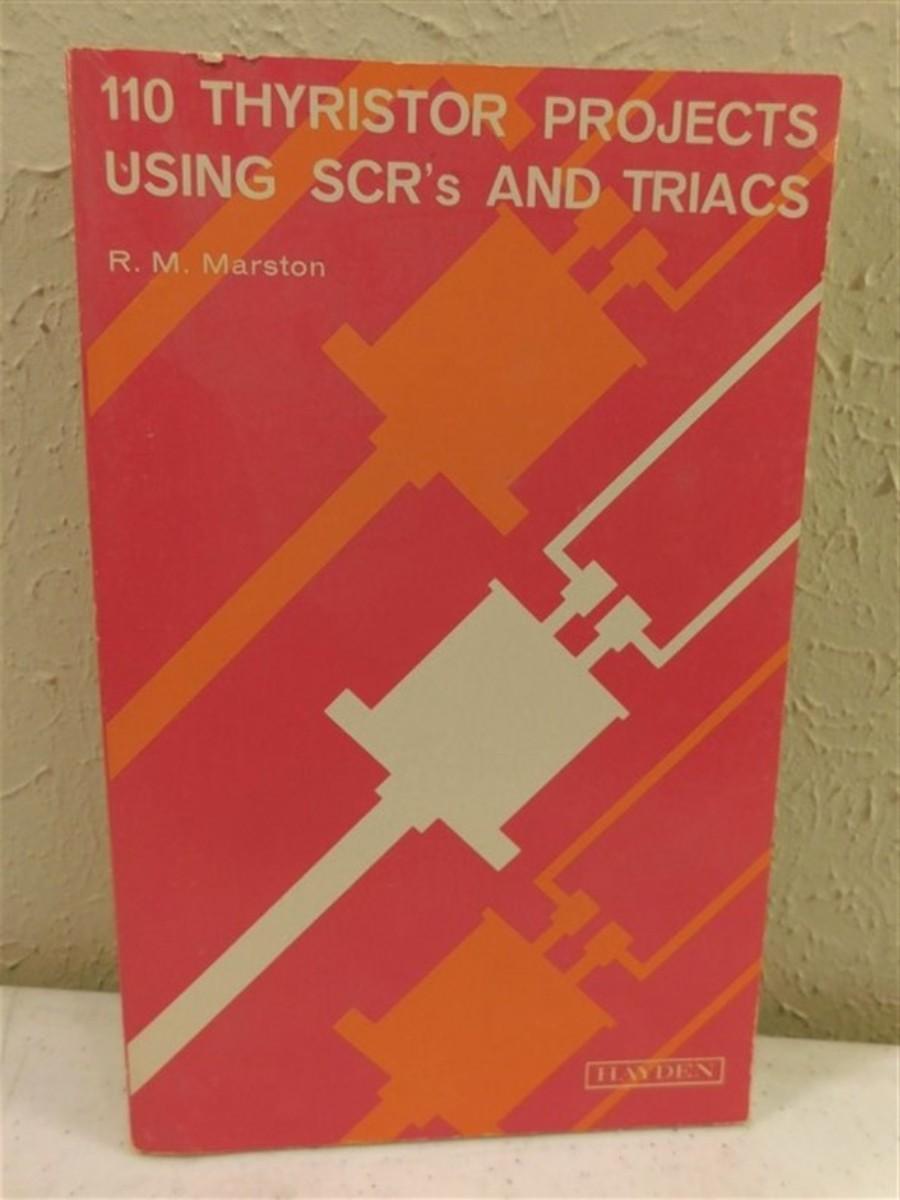 110 THYRISTOR PROJECTS
USING SCR's AND TRIACS
R. M. Marston
HAYDEN